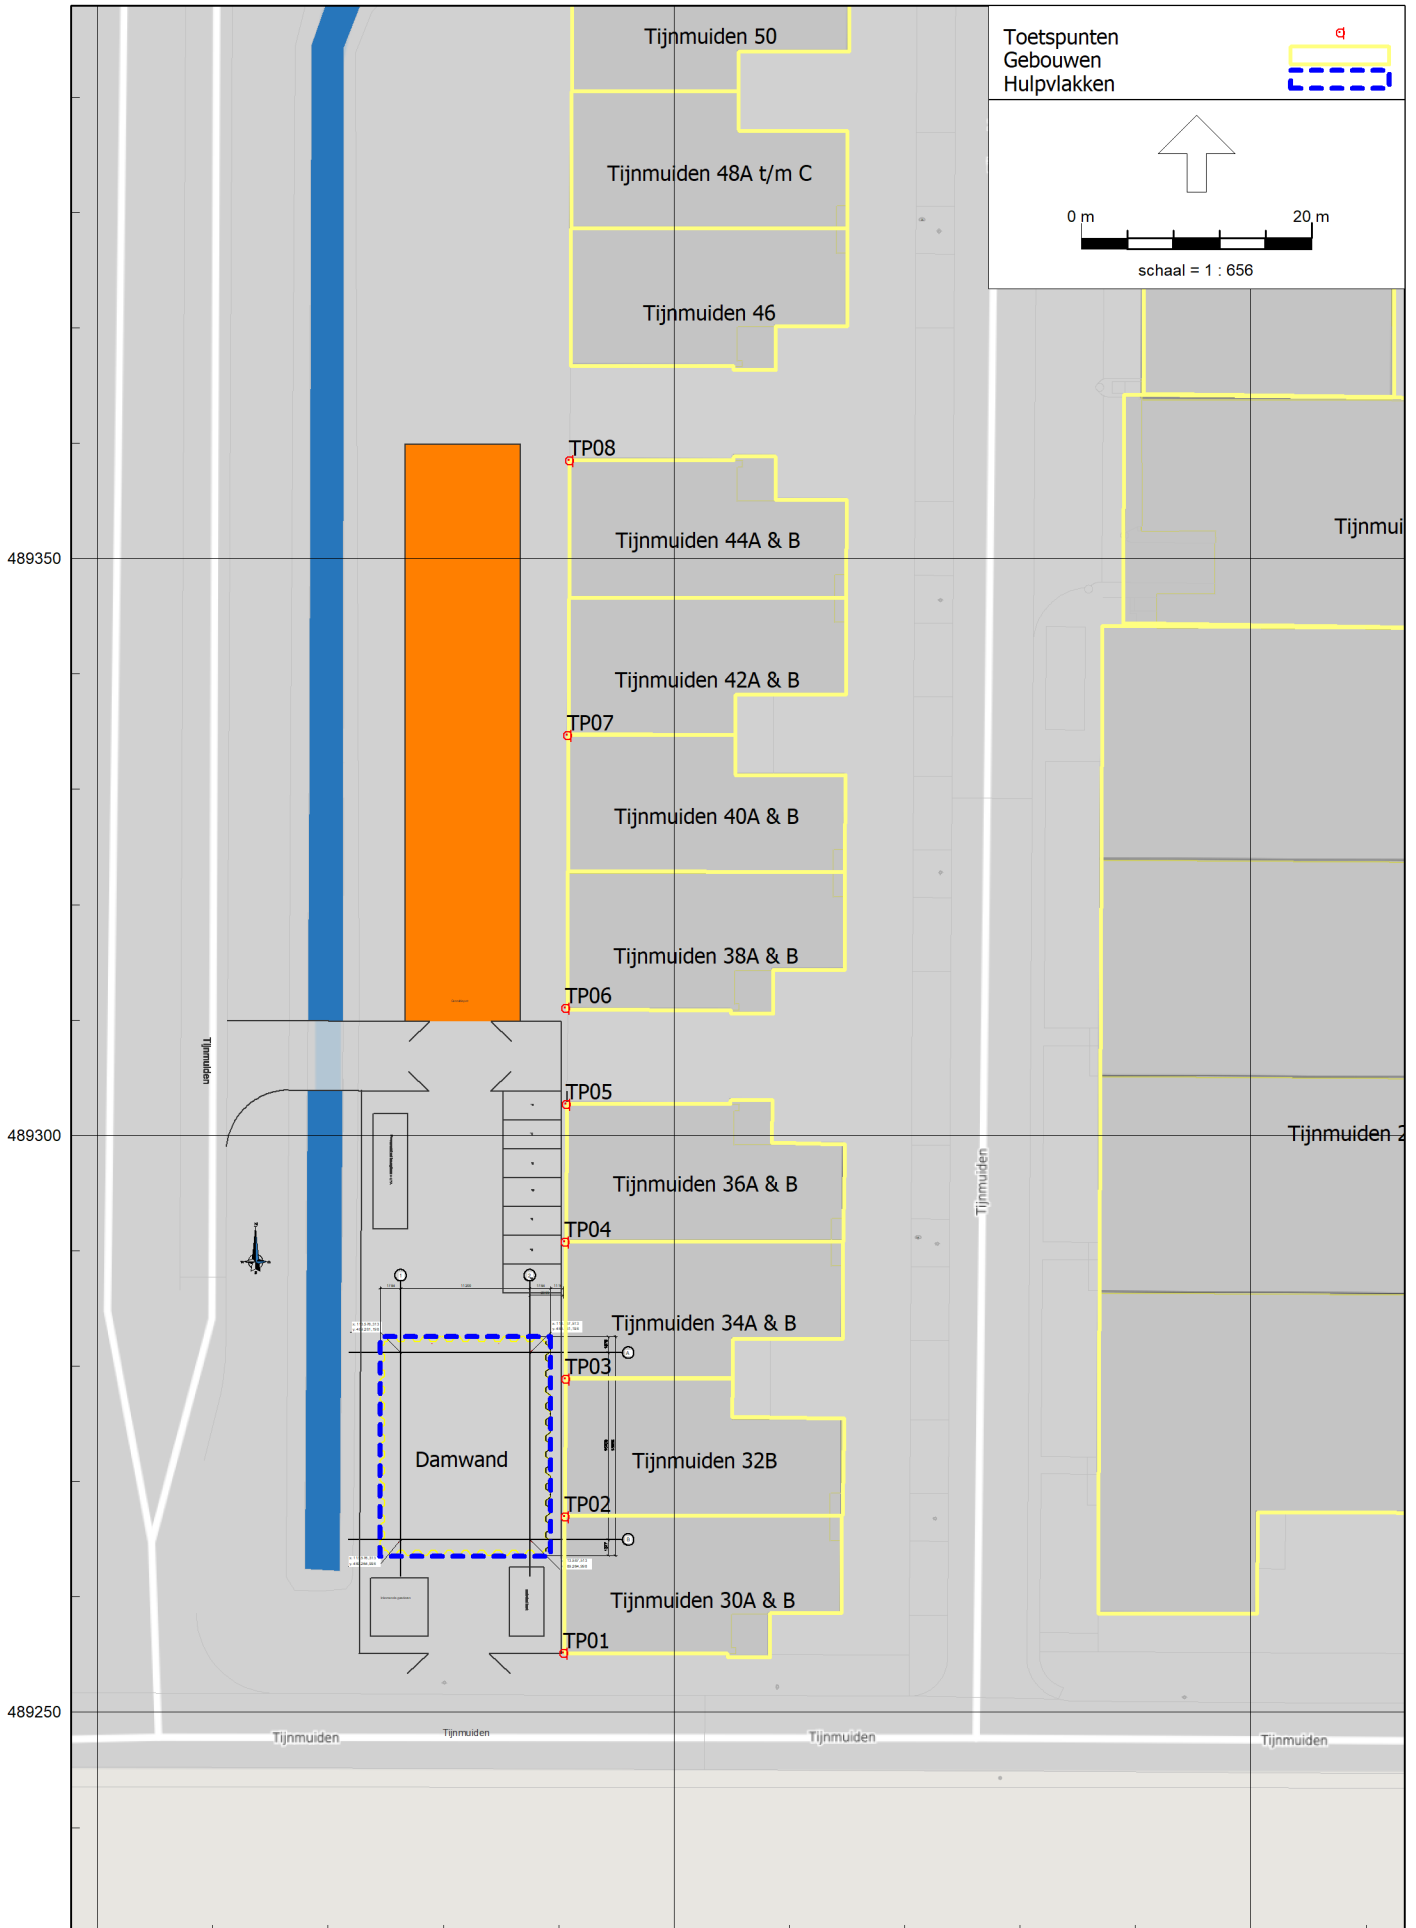 Tijnmuiden 50
Toetspunten
Gebouwen
Hulpvlakken
Tijnmuiden 48A t/m C
0 m
20 m
schaal = 1 : 656
Tijnmuiden 46
TP08
Tijnmuiden 44A & B
Tijnmui
489350
Tijnmuiden 42A & B
TP07
Tijnmuiden 40A & B
Tijnmuiden 38A & B
TP06
Tijnmuiden
TP05
489300
Tijnmuiden 2
Tijnmuiden 36A & B
Tijnmuiden
TP04
Tijnmuiden 34A & B
A
TP03
Damwand
Tijnmuiden 32B
TP02
B
Tijnmuiden 30A & B
TP01
489250
Tijnmuiden
Tijnmuiden
Tijnmuiden
Tijnmuiden